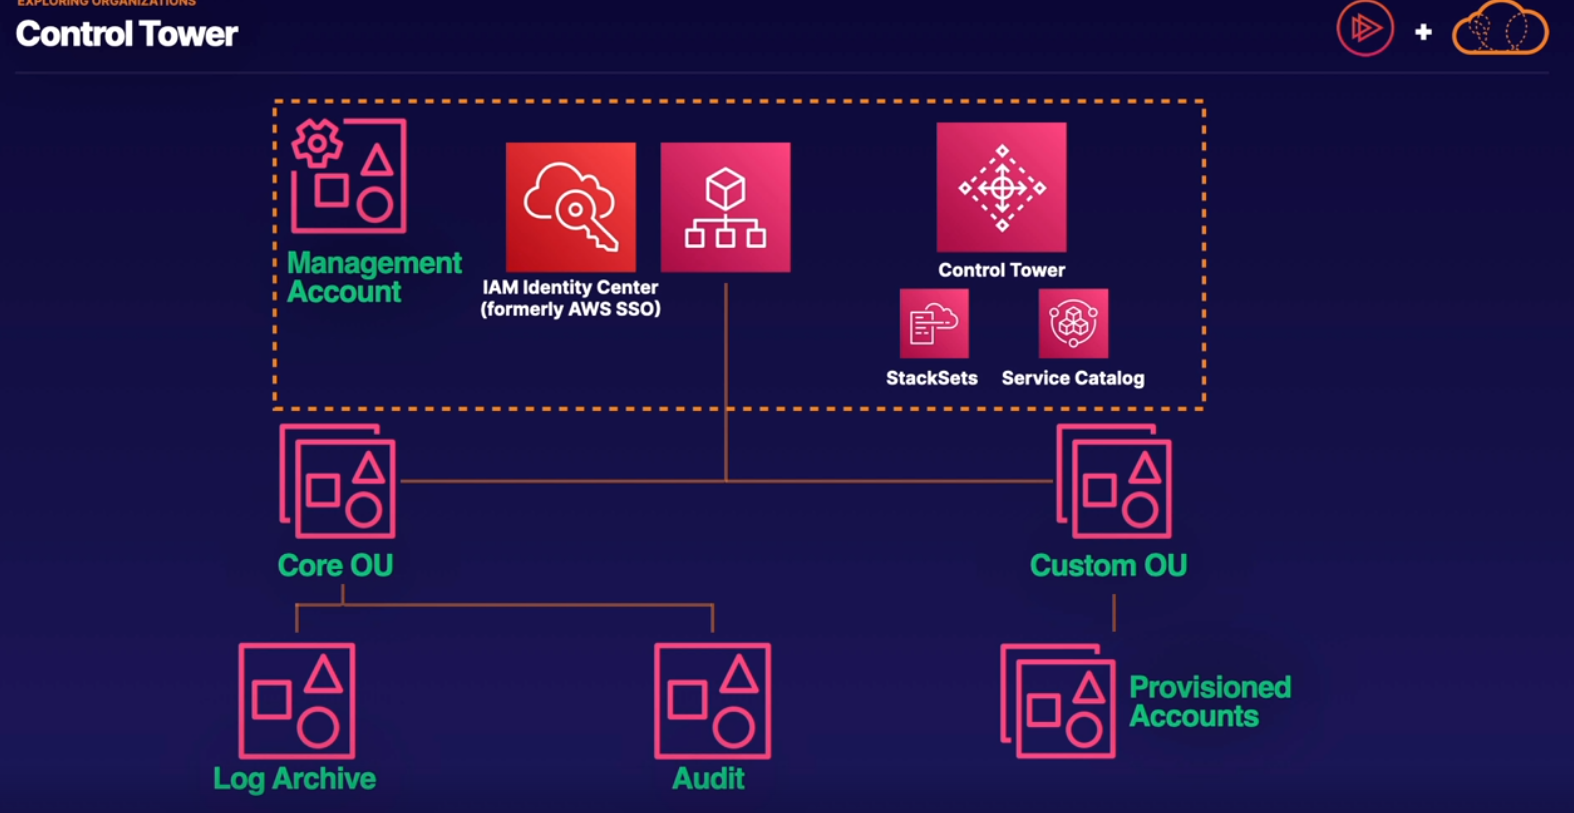 EXPLORING ORGANIZATIONS
Control Tower
Management
Account
IAM Identity Center
(formerly AWS SSO)
Control Tower
StackSets
Service Catalog
Core OU
Custom OU
Log Archive
Audit
Provisioned
Accounts